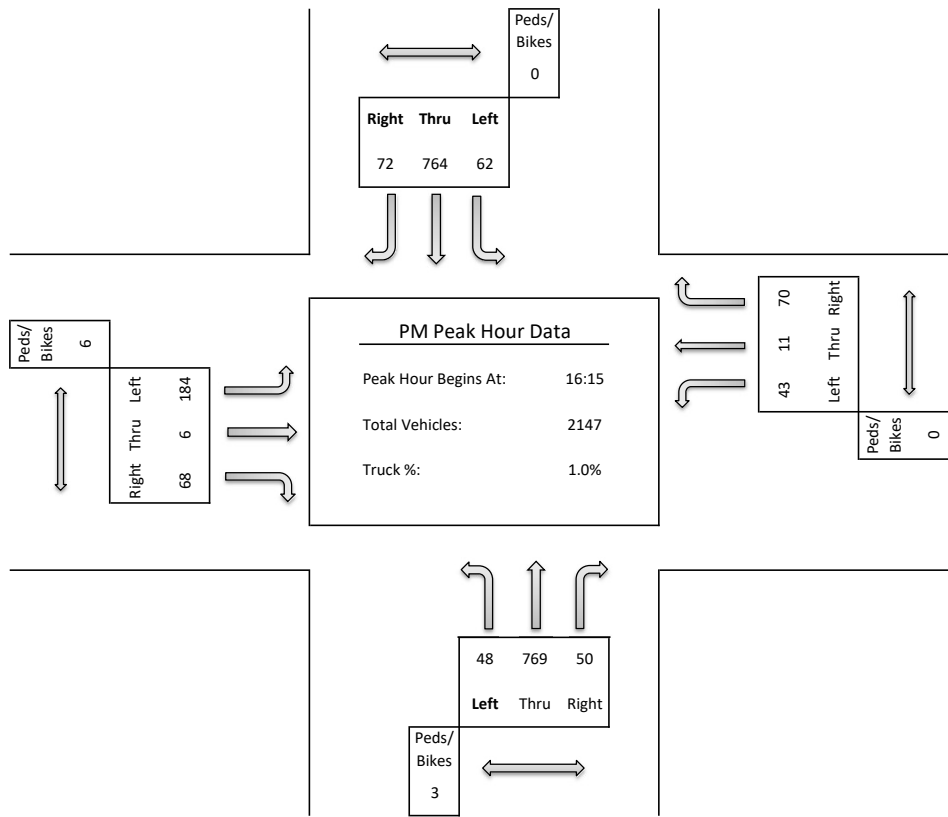 Peds/
Bikes
0
Right Thru Left
72 764 62
Peds/
Bikes
6
Left 184
Thru 6
Right 68
PM Peak Hour Data
Peak Hour Begins At: 16:15
Total Vehicles: 2147
Truck %: 1.0%
70 Right
11 Thru
43 Left
Peds/
Bikes
0
48 769 50
Left Thru Right
Peds/
Bikes
3